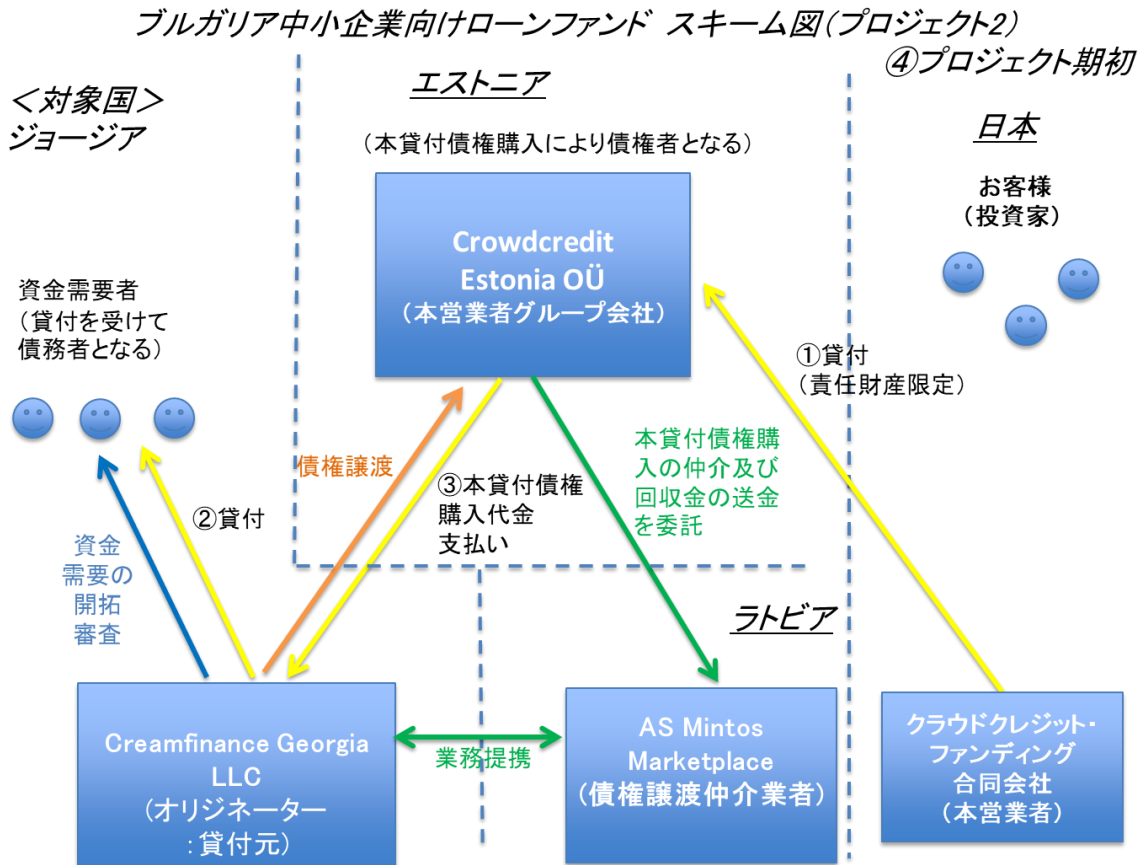 ブルガリア中小企業向けローンファンド スキーム図(プロジェクト2)
④プロジェクト期初
<対象国>
ジョージア
エストニア
日本
(本貸付債権購入により債権者となる)
お客様
(投資家)
Crowdcredit
Estonia OÜ
(本営業者グループ会社)
資金需要者
(貸付を受けて
債務者となる)
①貸付
(責任財産限定)
債権譲渡
③本貸付債権
購入代金
支払い
本貸付債権購
入の仲介及び
回収金の送金
を委託
②貸付
資金
需要の
開拓
審査
ラトビア
Creamfinance Georgia
LLC
(オリジネーター
:貸付元)
業務提携
AS Mintos
Marketplace
(債権譲渡仲介業者)
クラウドクレジット・
ファンディング
合同会社
(本営業者)